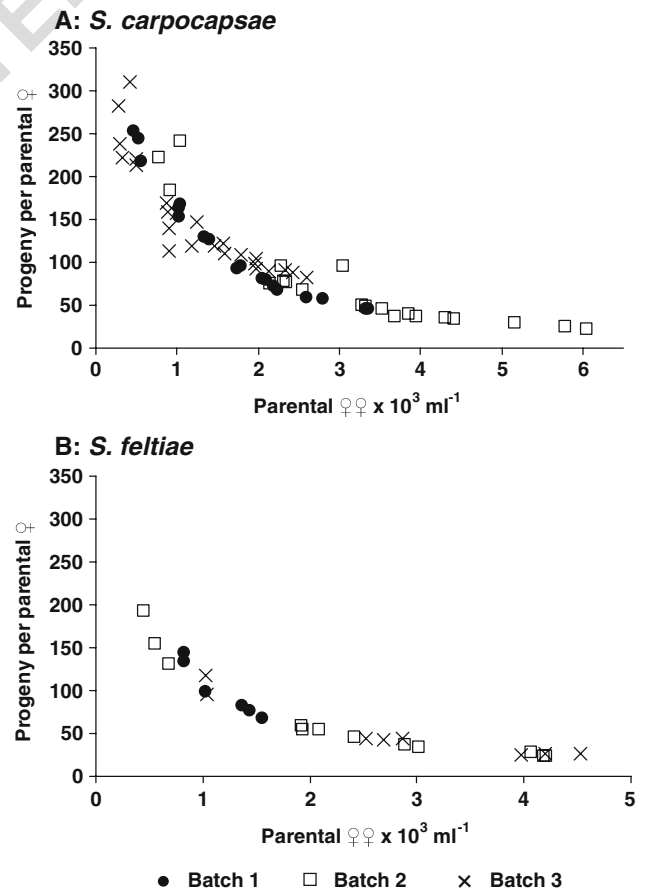 A: S. carpocapsae
350
300
250
200
150
100
50
0
Progeny per parental ♀
0 1 2 3 4 5 6
Parental ♀♀ x 10³ ml⁻¹
B: S. feltiae
350
300
250
200
150
100
50
0
Progeny per parental ♀
0 1 2 3 4 5
Parental ♀♀ x 10³ ml⁻¹
Batch 1 Batch 2 Batch 3